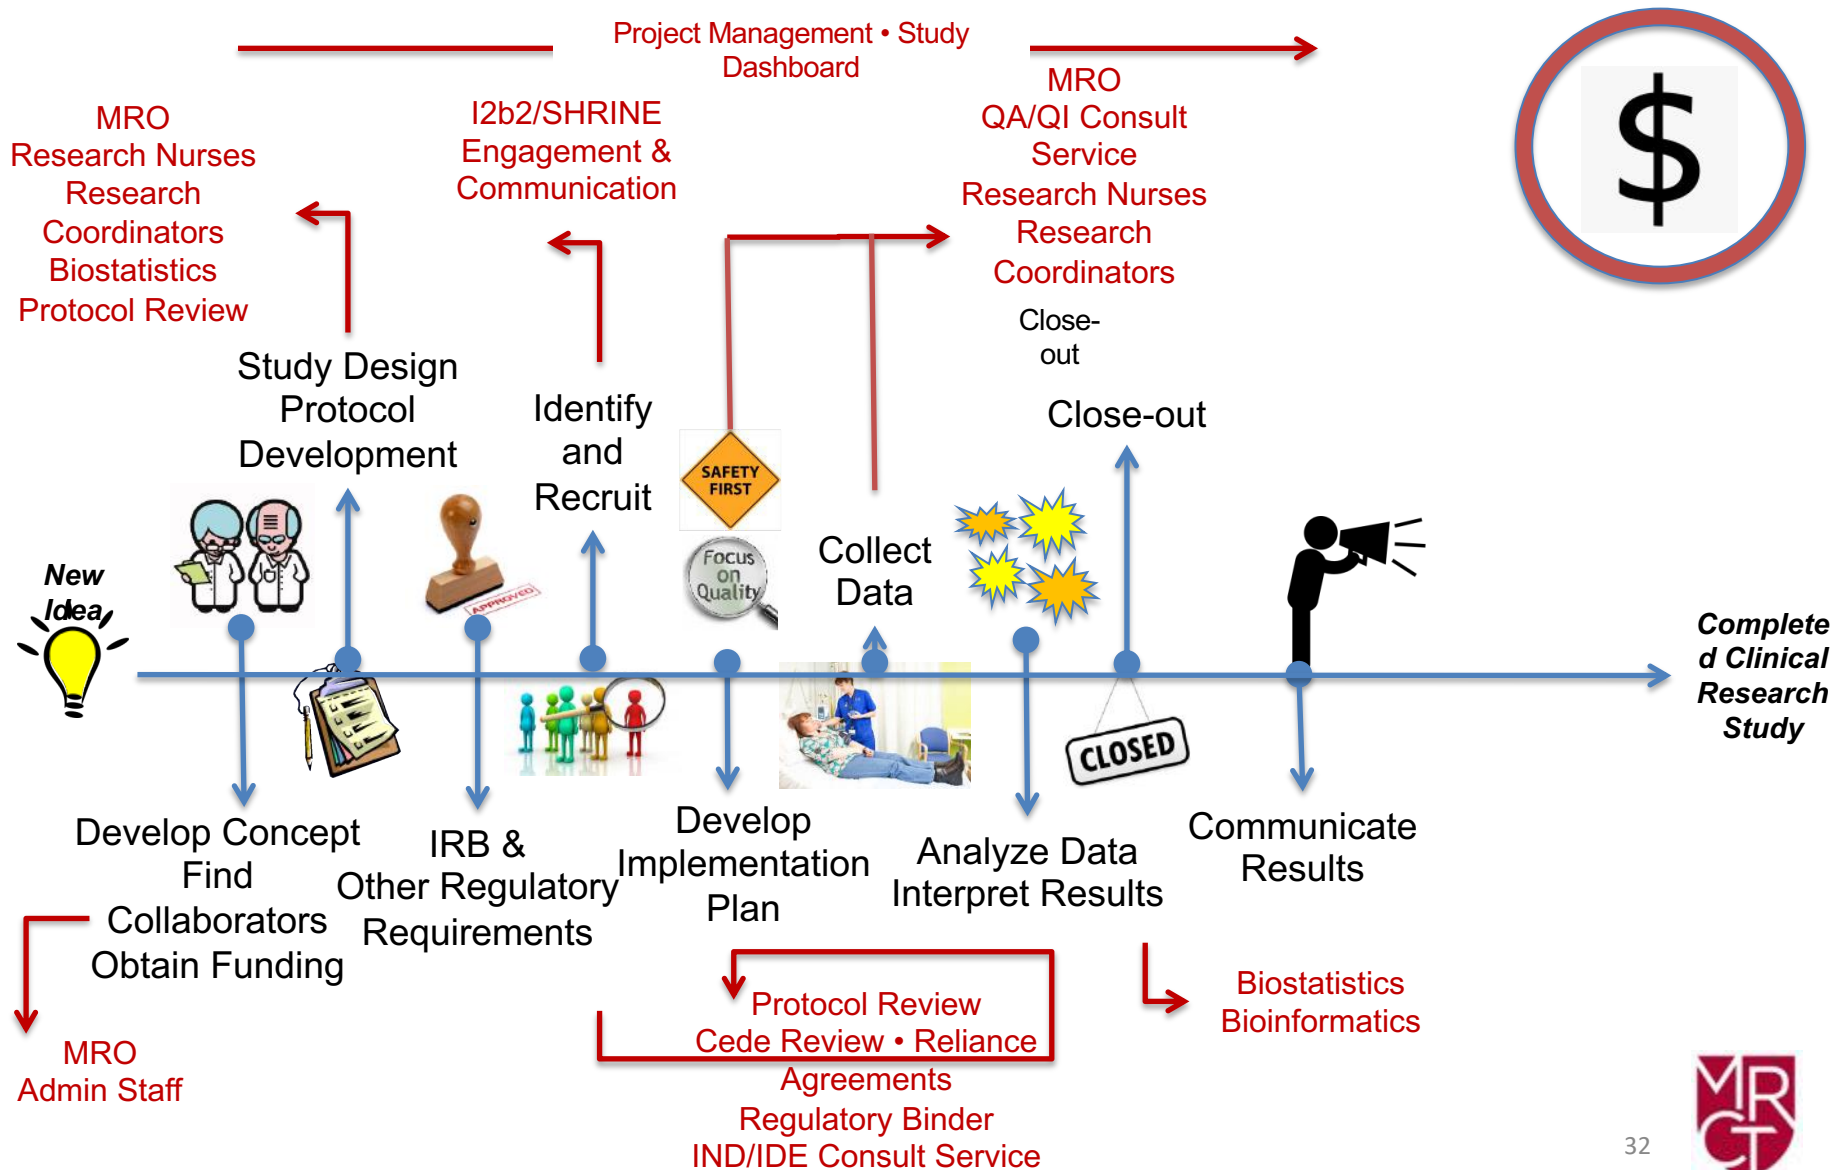 Project Management • Study
Dashboard
MRO
Research Nurses
Research
Coordinators
Biostatistics
Protocol Review
I2b2/SHRINE
Engagement &
Communication
MRO
QA/QI Consult
Service
Research Nurses
Research
Coordinators
$
Close-
out
Study Design
Protocol
Development
Identify
and
Recruit
Close-out
SAFETY
FIRST
Focus
on
Quality
Collect
Data
APPROVED
New
Idea
Complete
d Clinical
Research
Study
CLOSED
Develop Concept
Find
Collaborators
Obtain Funding
IRB &
Other Regulatory
Requirements
Develop
Implementation
Plan
Analyze Data
Interpret Results
Communicate
Results
MRO
Admin Staff
Protocol Review
Cede Review • Reliance
Agreements
Regulatory Binder
IND/IDE Consult Service
Biostatistics
Bioinformatics
32
MR
CT